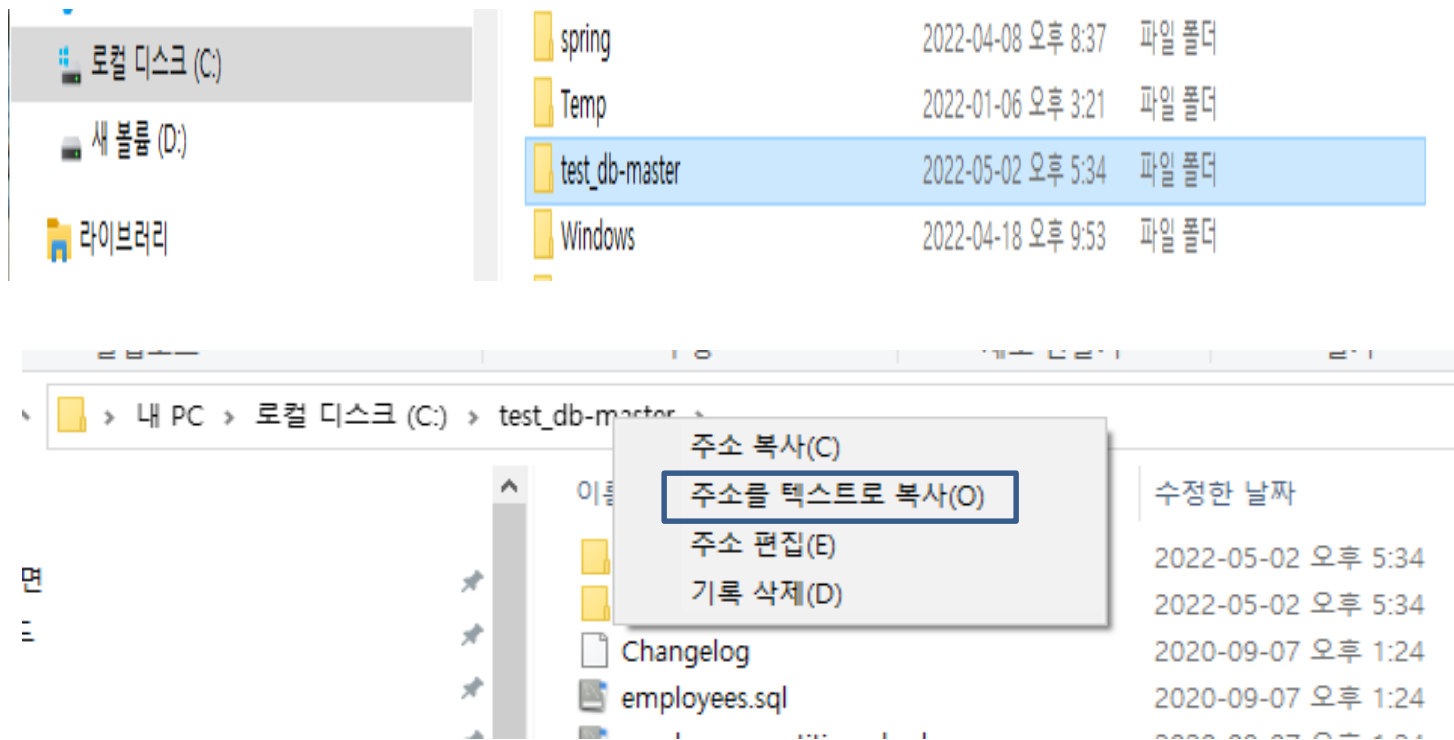 로컬 디스크 (C:)
새 볼륨 (D:)
라이브러리
spring 2022-04-08 오후 8:37 파일 폴더
Temp 2022-01-06 오후 3:21 파일 폴더
test_db-master 2022-05-02 오후 5:34 파일 폴더
Windows 2022-04-18 오후 9:53 파일 폴더
> 내 PC > 로컬 디스크 (C:) > test_db-master >
주소 복사(C)
주소를 텍스트로 복사(O)
주소 편집(E)
기록 삭제(D)
수정한 날짜
2022-05-02 오후 5:34
2022-05-02 오후 5:34
Changelog 2020-09-07 오후 1:24
employees.sql 2020-09-07 오후 1:24